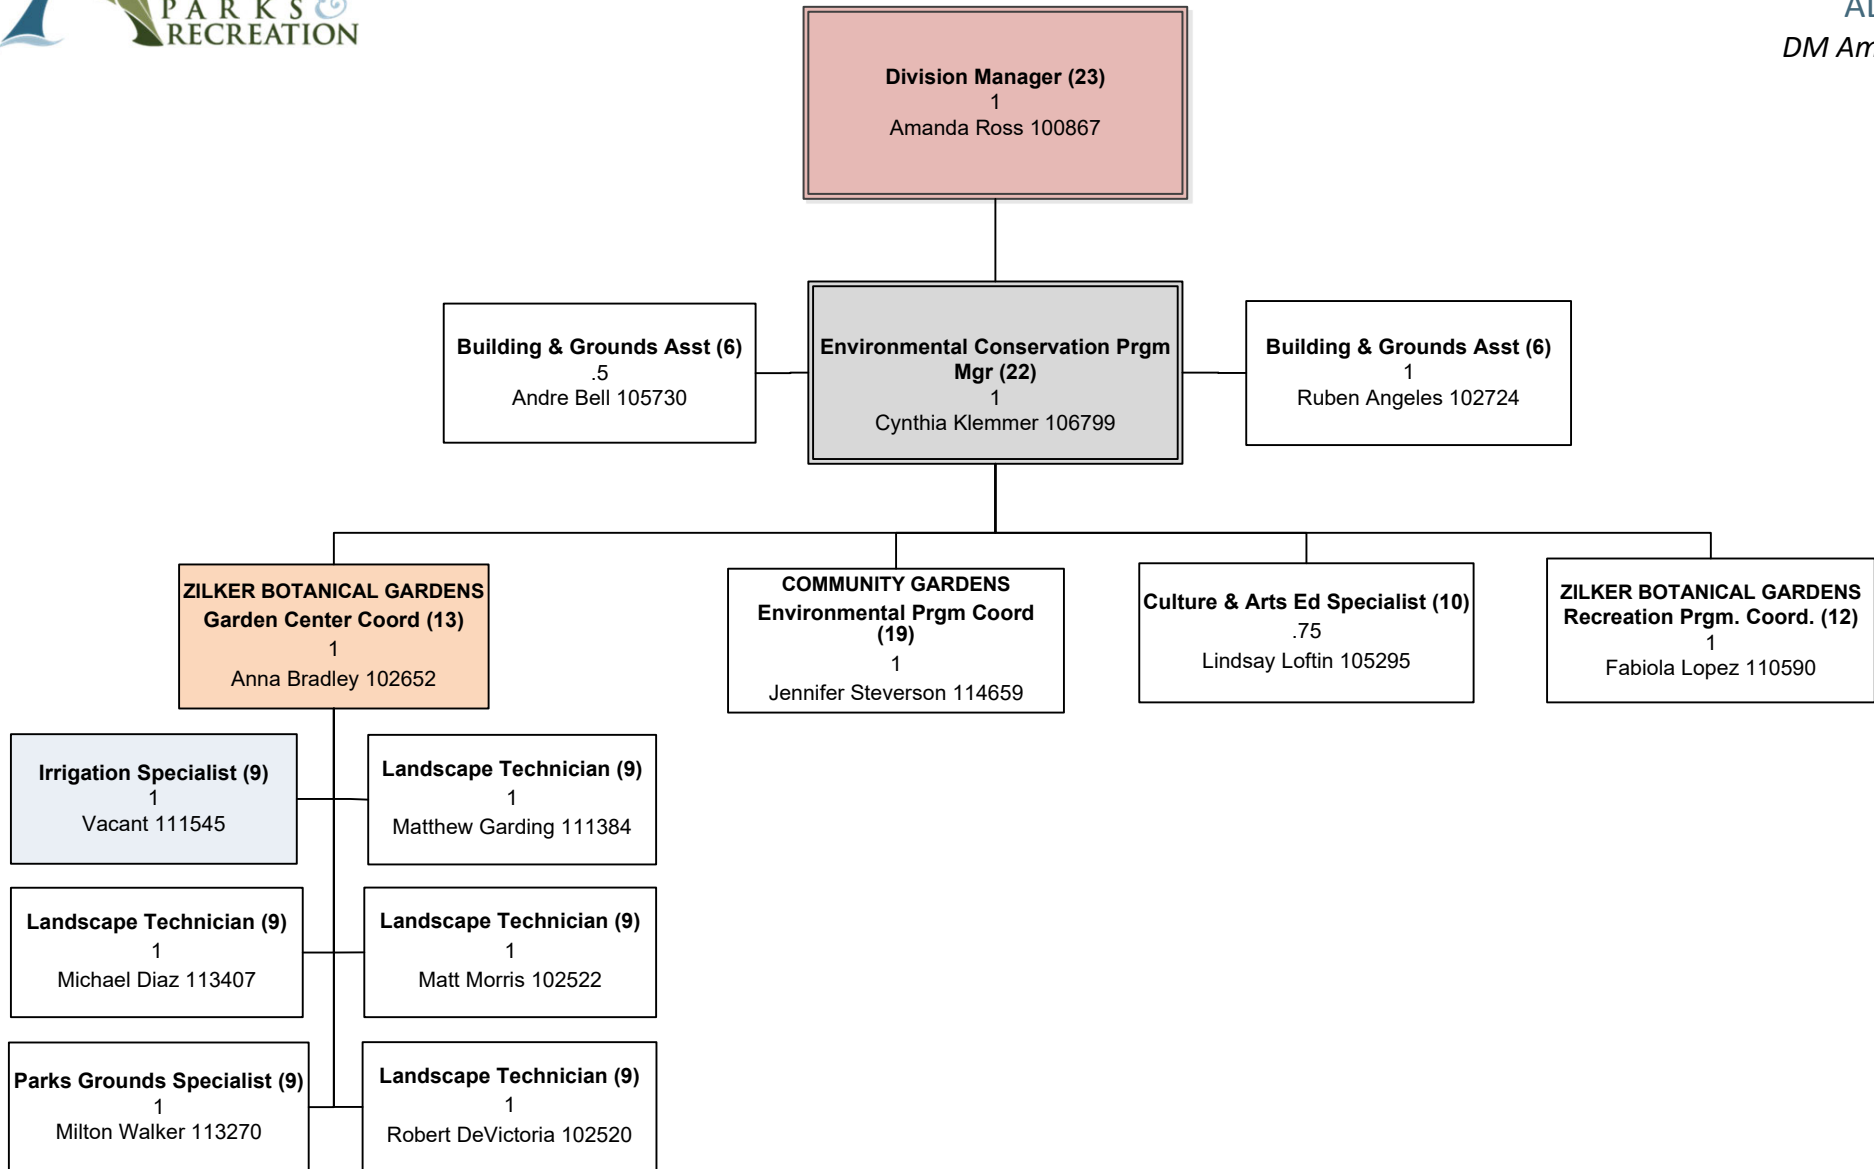 PARKS &
RECREATION
DM Am
Division Manager (23)
1
Amanda Ross 100867
Building & Grounds Asst (6)
.5
Andre Bell 105730
Environmental Conservation Prgm
Mgr (22)
1
Cynthia Klemmer 106799
Building & Grounds Asst (6)
1
Ruben Angeles 102724
ZILKER BOTANICAL GARDENS
Garden Center Coord (13)
1
Anna Bradley 102652
COMMUNITY GARDENS
Environmental Prgm Coord
(19)
1
Jennifer Steverson 114659
Culture & Arts Ed Specialist (10)
.75
Lindsay Loftin 105295
ZILKER BOTANICAL GARDENS
Recreation Prgm. Coord. (12)
1
Fabiola Lopez 110590
Irrigation Specialist (9)
1
Vacant 111545
Landscape Technician (9)
1
Matthew Garding 111384
Landscape Technician (9)
1
Michael Diaz 113407
Landscape Technician (9)
1
Matt Morris 102522
Parks Grounds Specialist (9)
1
Milton Walker 113270
Landscape Technician (9)
1
Robert DeVictoria 102520